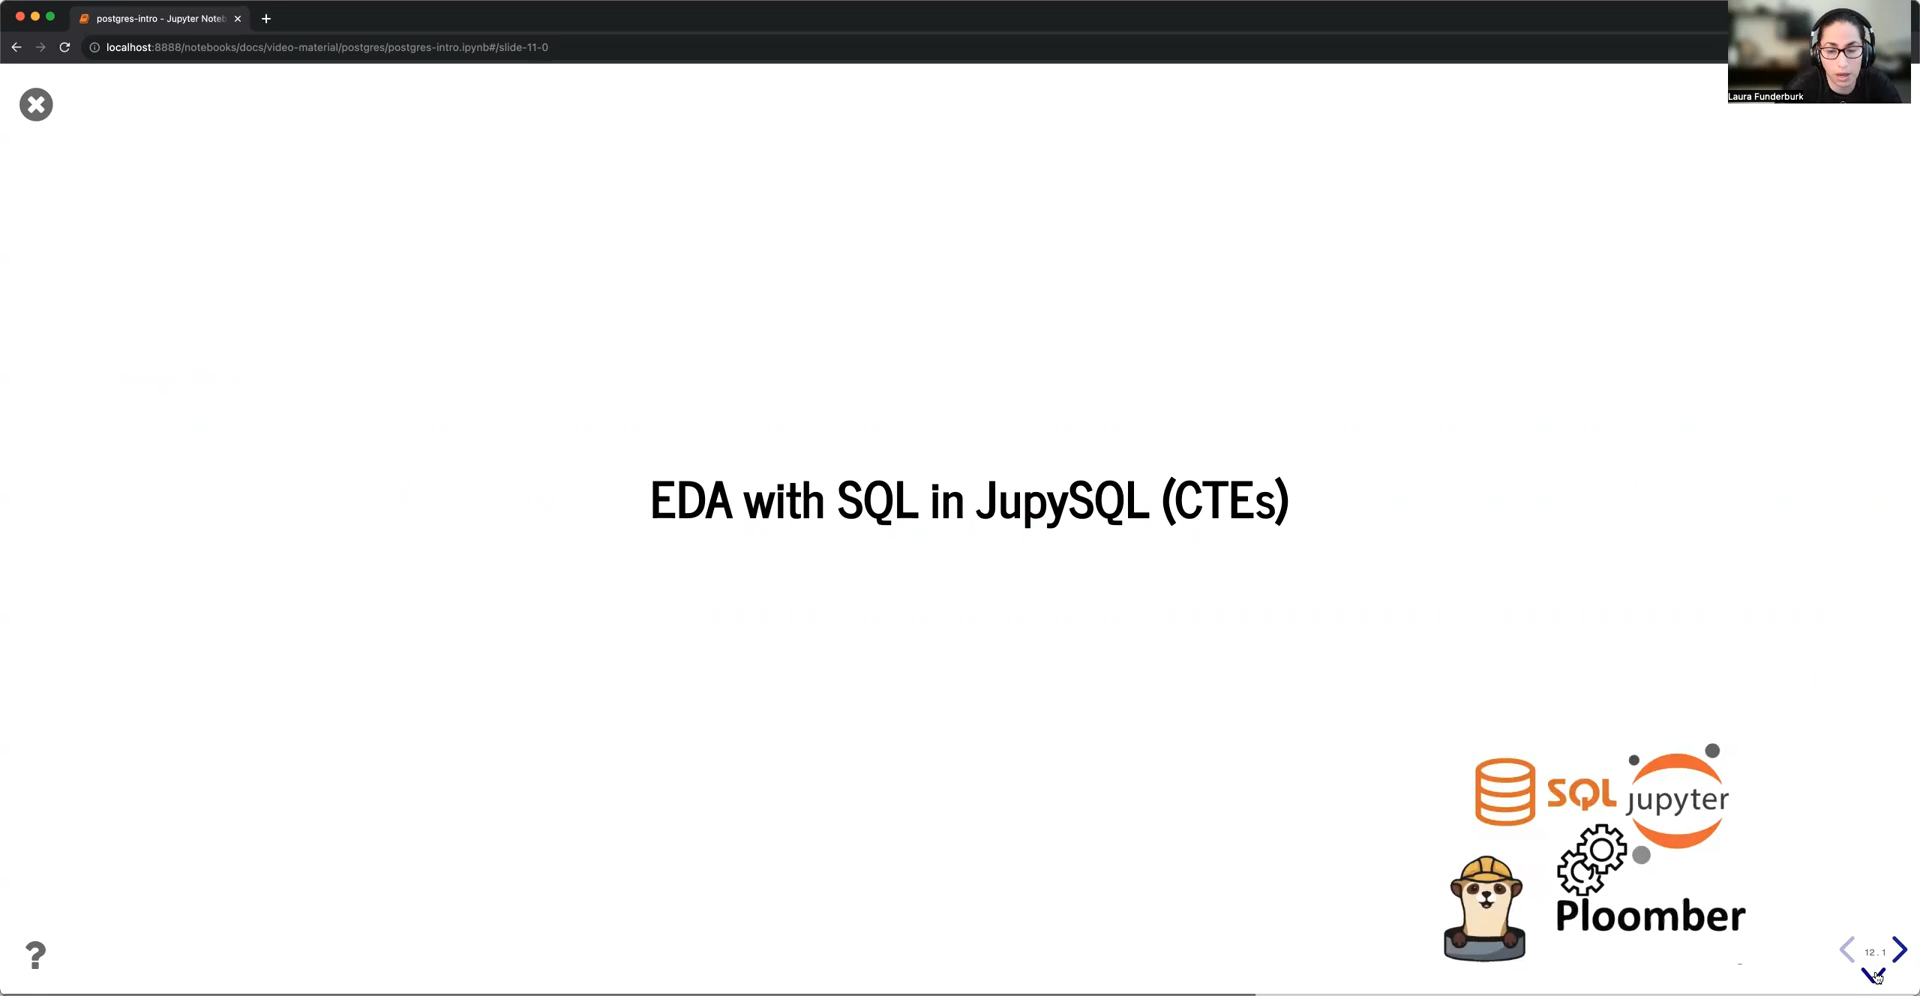 postgres-intro - Jupyter Noteb
localhost:8888/notebooks/docs/video-material/postgres/postgres-intro.ipynb#/slide-11-0
Laura Funderburk
EDA with SQL in JupySQL (CTEs)
SQL
jupyter
Ploomber
?
12.1